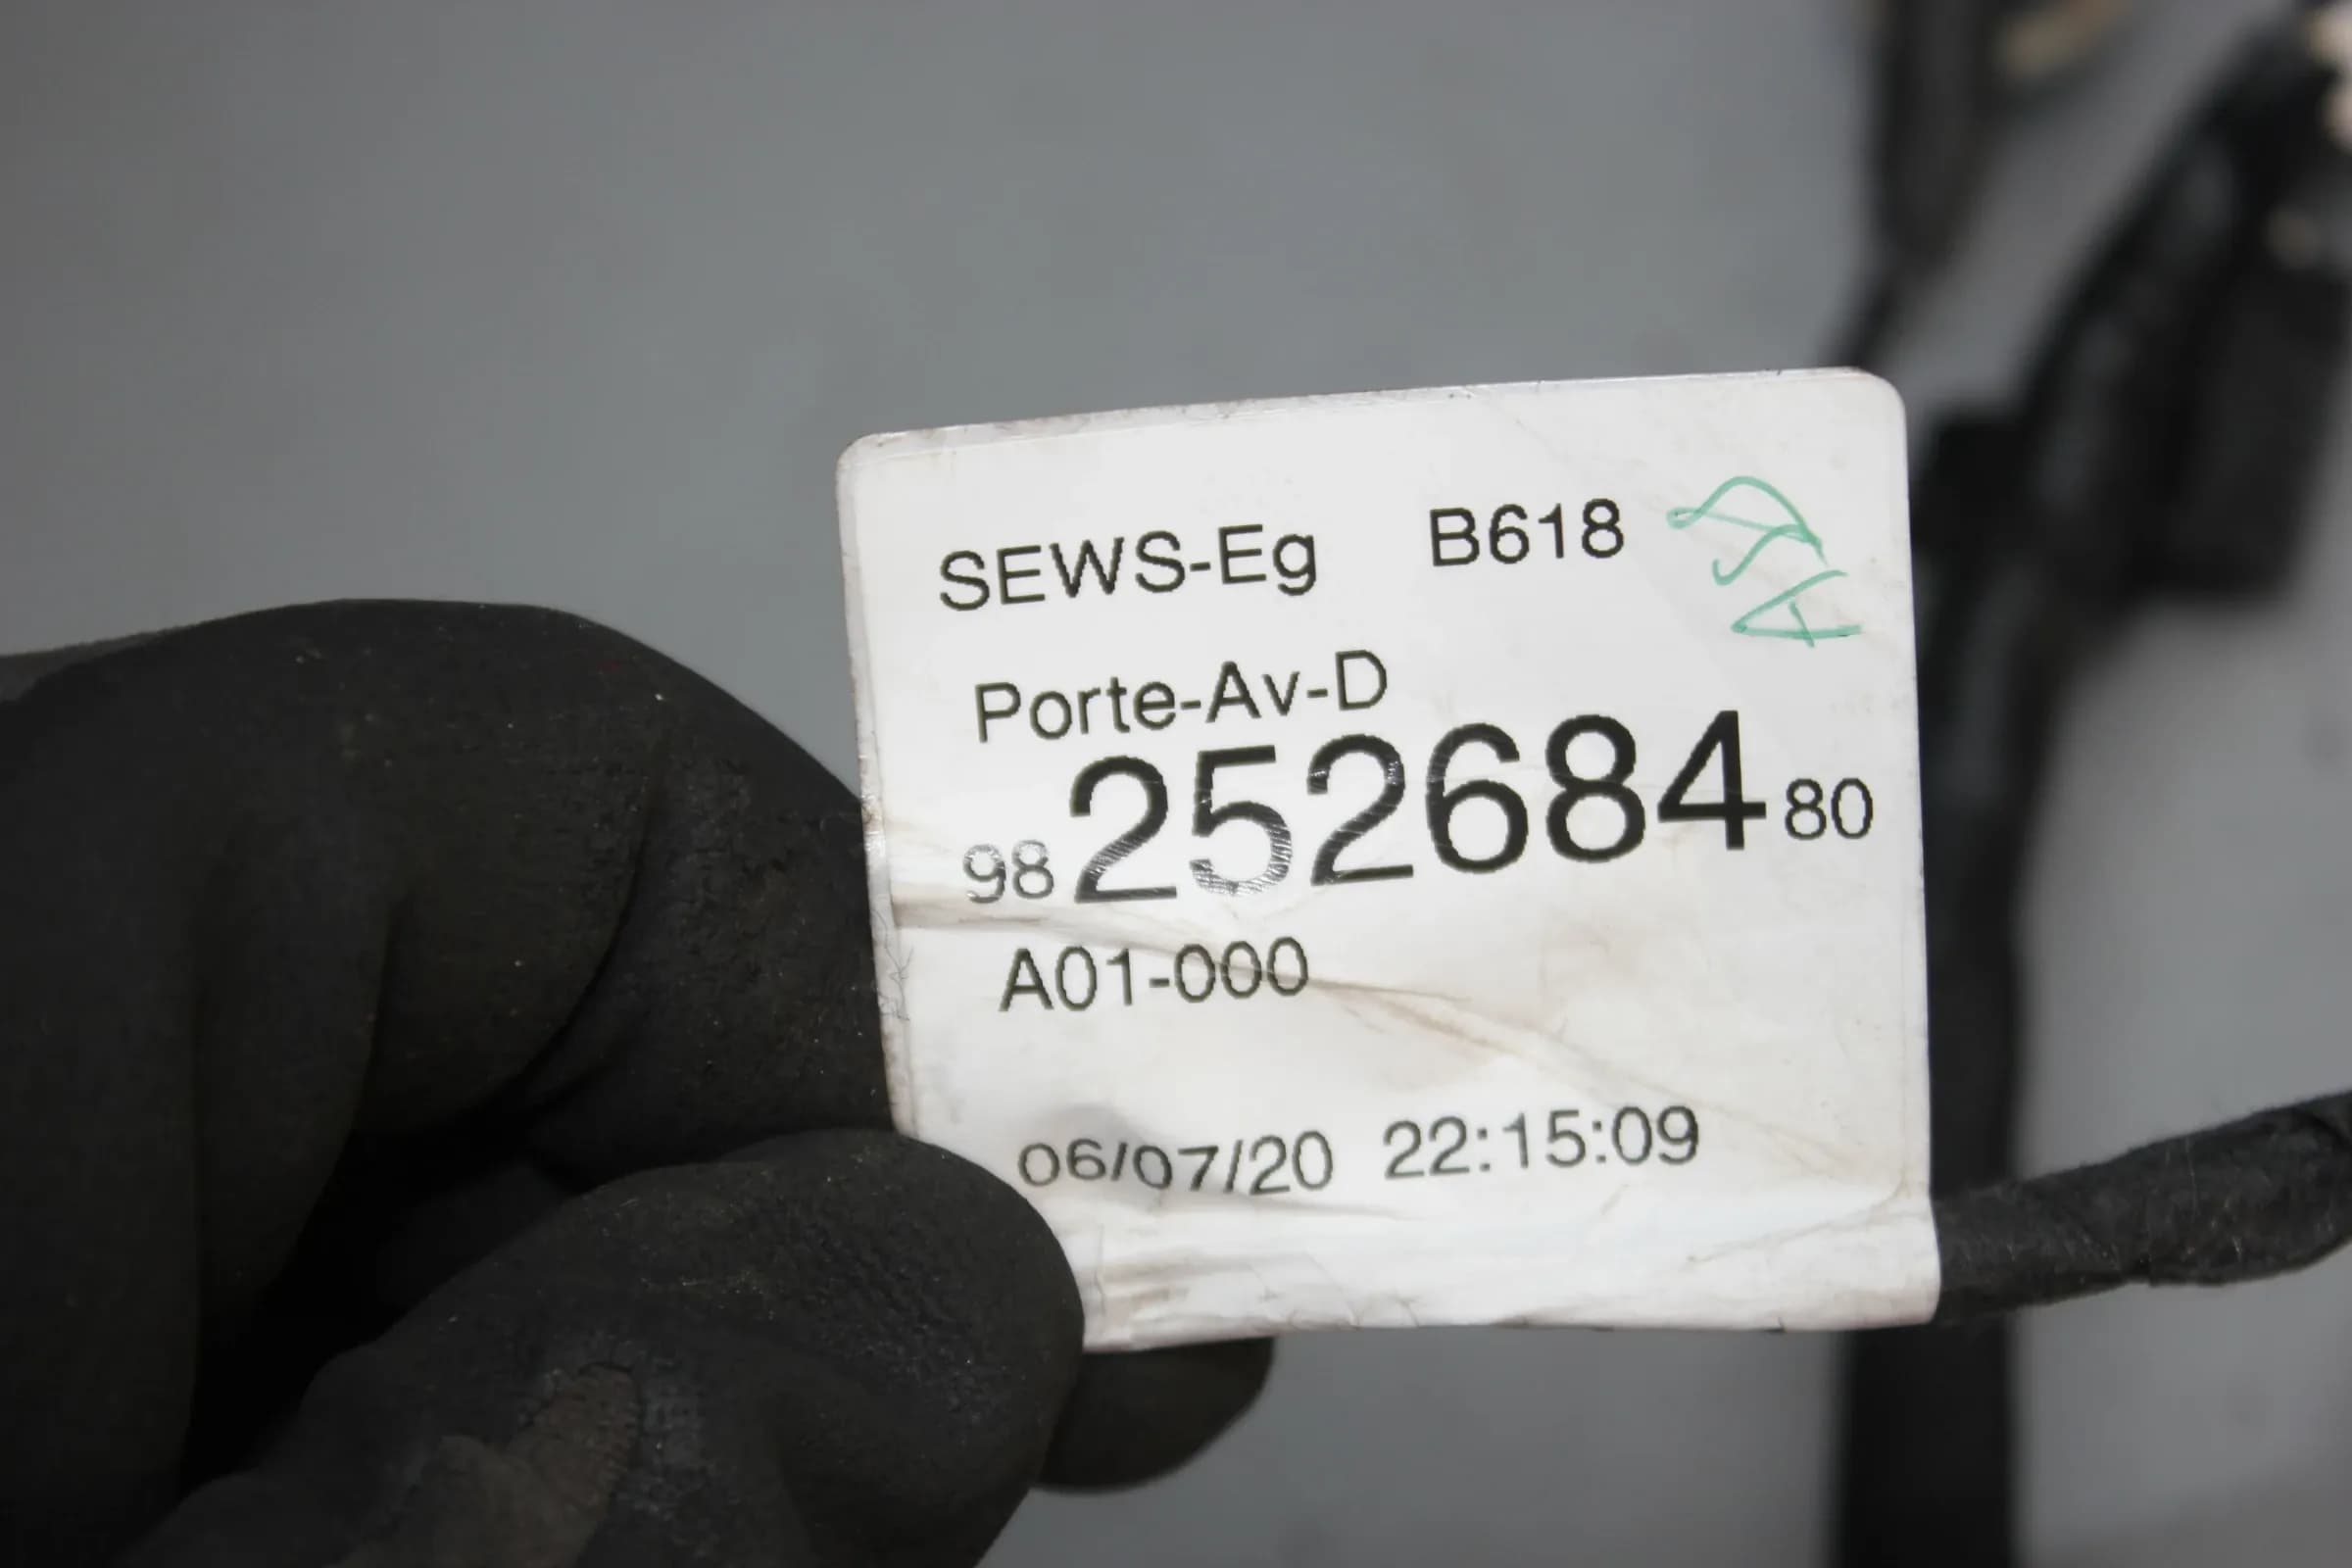 SEWS-Eg B618
Porte-Av-D
98 252684 80
A01-000
06/07/20 22:15:09